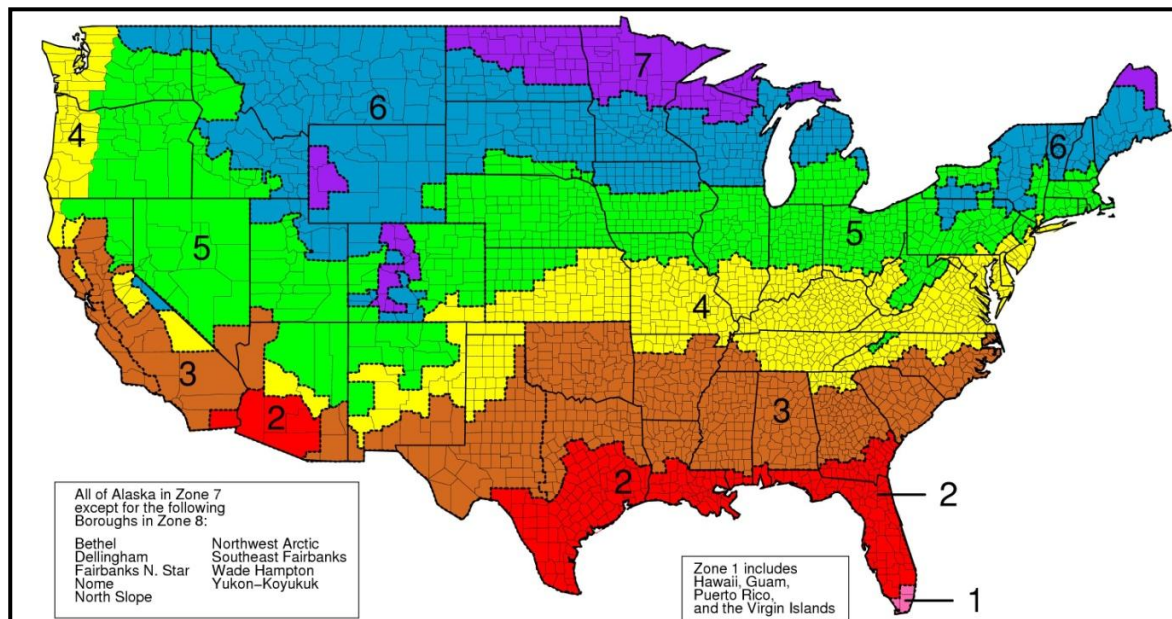 7
6
4
6
5
5
4
3
3
2
2
2
1
All of Alaska in Zone 7
except for the following
Boroughs in Zone 8:
Bethel
Dellingham
Fairbanks N. Star
Nome
North Slope
Northwest Arctic
Southeast Fairbanks
Wade Hampton
Yukon-Koyukuk
Zone 1 includes
Hawaii, Guam,
Puerto Rico,
and the Virgin Islands